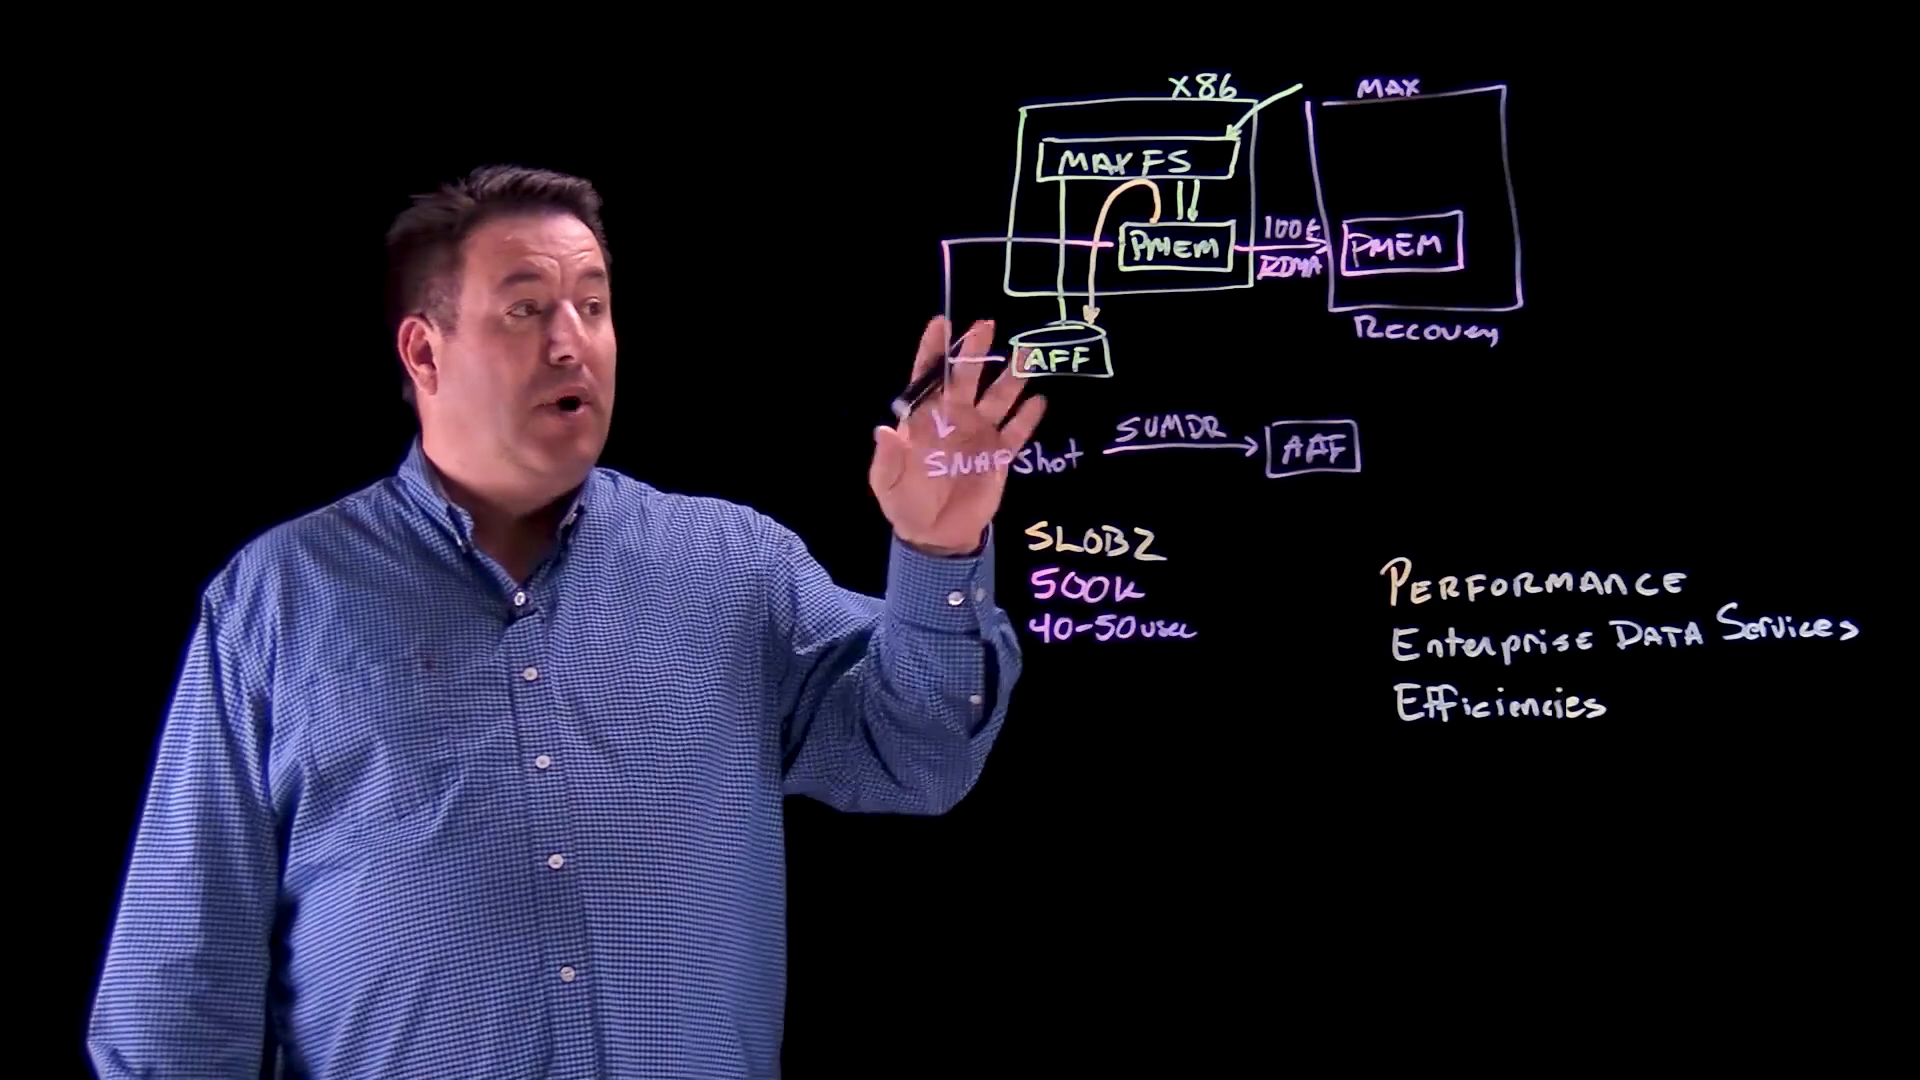 X86
MAX
MAX FS
PMEM
100E
RDMA
PMEM
Recovery
AFF
SNAPShot
SUMDR
AAF
SLOB2
500K
40-50usec
PERFORMANCE
Enterprise DATA Services
Efficiencies